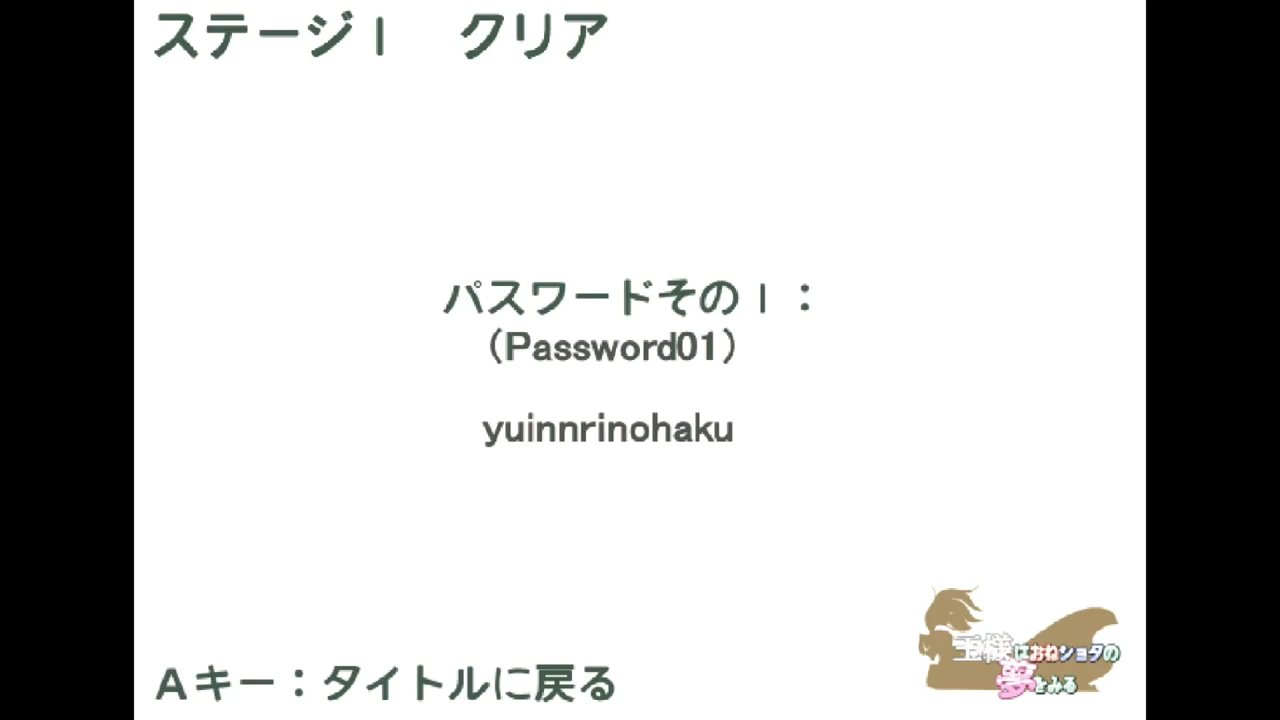 ステージ1　クリア
パスワードその1：
（Password01）
yuinnrinohaku
Aキー：タイトルに戻る
王様はおねショタの
夢をみる